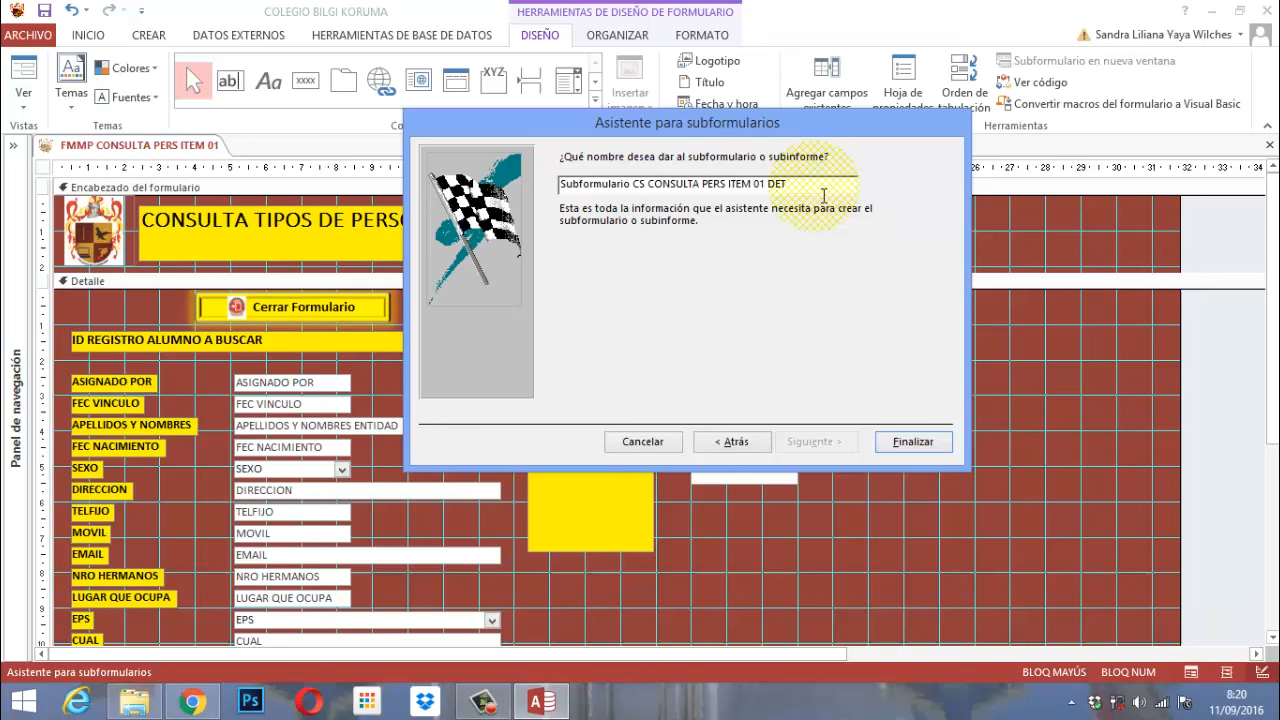 COLEGIO BILGI KORUMA
HERRAMIENTAS DE DISEÑO DE FORMULARIO
?
ARCHIVO INICIO CREAR DATOS EXTERNOS HERRAMIENTAS DE BASE DE DATOS DISEÑO ORGANIZAR FORMATO
Sandra Liliana Yaya Wilches
Ver
Temas
Colores
Fuentes
ab|
Aa
xxxx
XYZ
Insertar
Logotipo
Título
Fecha y hora
Agregar campos
Hoja de
Orden de
Subformulario en nueva ventana
Ver código
Convertir macros del formulario a Visual Basic
Vistas
Temas
Herramientas
FMMP CONSULTA PERS ITEM 01
Encabezado del formulario
CONSULTA TIPOS DE PERSO
Detalle
Cerrar Formulario
ID REGISTRO ALUMNO A BUSCAR
ASIGNADO POR ASIGNADO POR
FEC VINCULO FEC VINCULO
APELLIDOS Y NOMBRES APELLIDOS Y NOMBRES ENTIDAD
FEC NACIMIENTO FEC NACIMIENTO
SEXO SEXO
DIRECCION DIRECCION
TELFIJO TELFIJO
MOVIL MOVIL
EMAIL EMAIL
NRO HERMANOS NRO HERMANOS
LUGAR QUE OCUPA LUGAR QUE OCUPA
EPS EPS
CUAL CUAL
Panel de navegación
Asistente para subformularios
¿Qué nombre desea dar al subformulario o subinforme?
Subformulario CS CONSULTA PERS ITEM 01 DET
Esta es toda la información que el asistente necesita para crear el
subformulario o subinforme.
Cancelar < Atrás Siguiente > Finalizar
Asistente para subformularios
BLOQ MAYÚS BLOQ NUM
8:20
11/09/2016